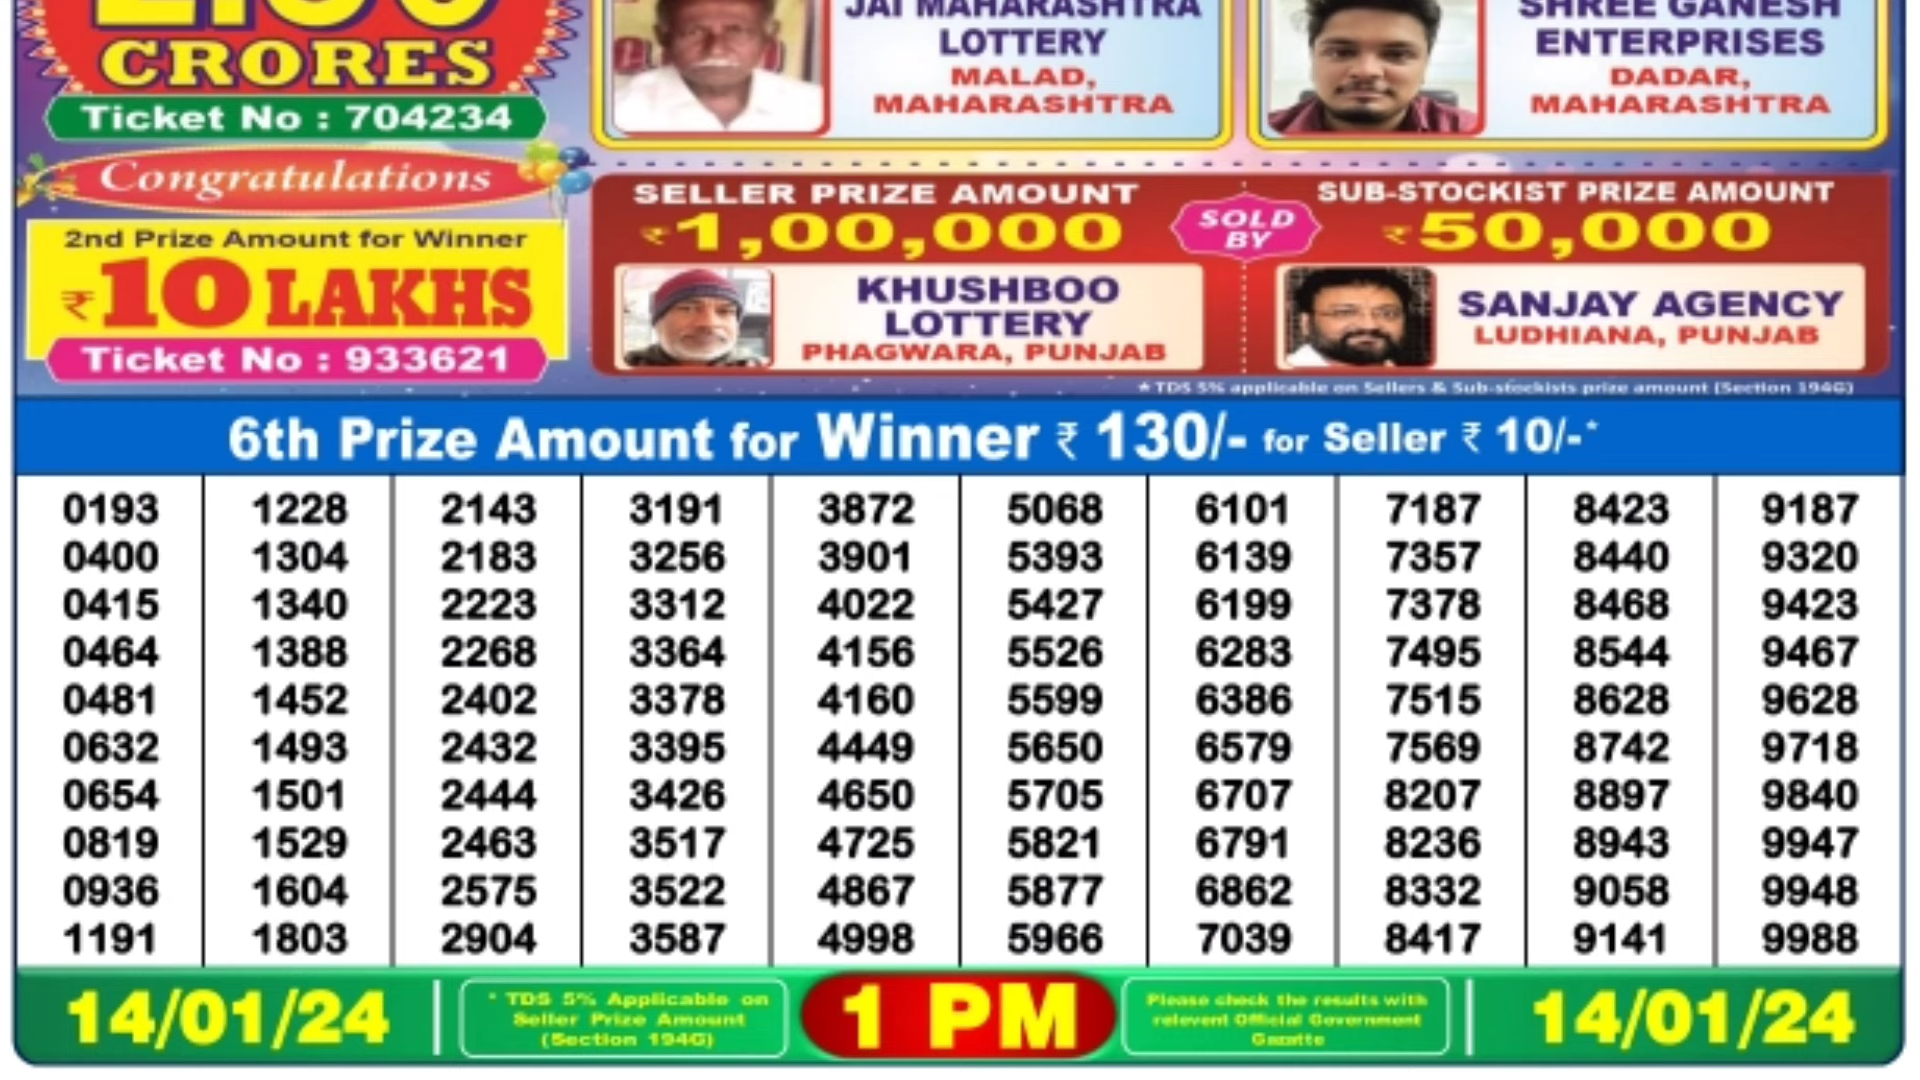 CRORES
Ticket No : 704234
JAI MAHARASHTRA
LOTTERY
MALAD,
MAHARASHTRA
SHREE GANESH
ENTERPRISES
DADAR,
MAHARASHTRA
Congratulations
2nd Prize Amount for Winner
₹10 LAKHS
Ticket No : 933621
SELLER PRIZE AMOUNT
₹1,00,000
SOLD
BY
SUB-STOCKIST PRIZE AMOUNT
₹50,000
KHUSHBOO
LOTTERY
PHAGWARA, PUNJAB
SANJAY AGENCY
LUDHIANA, PUNJAB
*TDS 5% applicable on Sellers & Sub-stockists prize amount (Section 194G)
6th Prize Amount for Winner ₹ 130/- for Seller ₹ 10/-*
0193 1228 2143 3191 3872 5068 6101 7187 8423 9187
0400 1304 2183 3256 3901 5393 6139 7357 8440 9320
0415 1340 2223 3312 4022 5427 6199 7378 8468 9423
0464 1388 2268 3364 4156 5526 6283 7495 8544 9467
0481 1452 2402 3378 4160 5599 6386 7515 8628 9628
0632 1493 2432 3395 4449 5650 6579 7569 8742 9718
0654 1501 2444 3426 4650 5705 6707 8207 8897 9840
0819 1529 2463 3517 4725 5821 6791 8236 8943 9947
0936 1604 2575 3522 4867 5877 6862 8332 9058 9948
1191 1803 2904 3587 4998 5966 7039 8417 9141 9988
14/01/24
* TDS 5% Applicable on
Seller Prize Amount
(Section 194G)
1 PM
Please check the results with
relevent Official Government
Gazatte
14/01/24